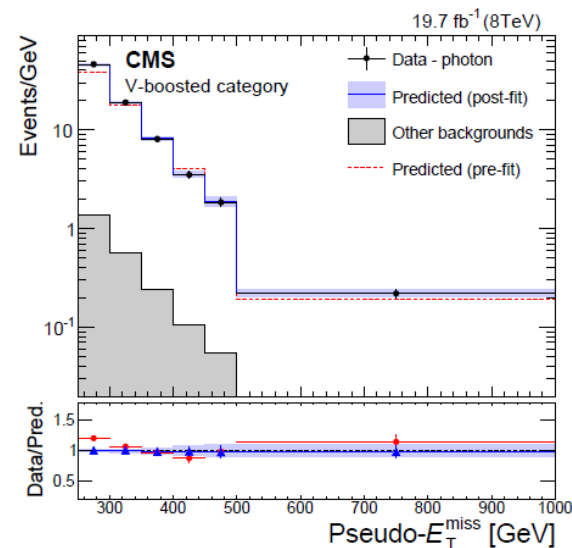 19.7 fb⁻¹ (8TeV)
CMS
V-boosted category
Data - photon
Predicted (post-fit)
Other backgrounds
Predicted (pre-fit)
Events/GeV
10
1
10⁻¹
Data/Pred.
1.5
1
0.5
300 400 500 600 700 800 900 1000
Pseudo-E_T^miss [GeV]